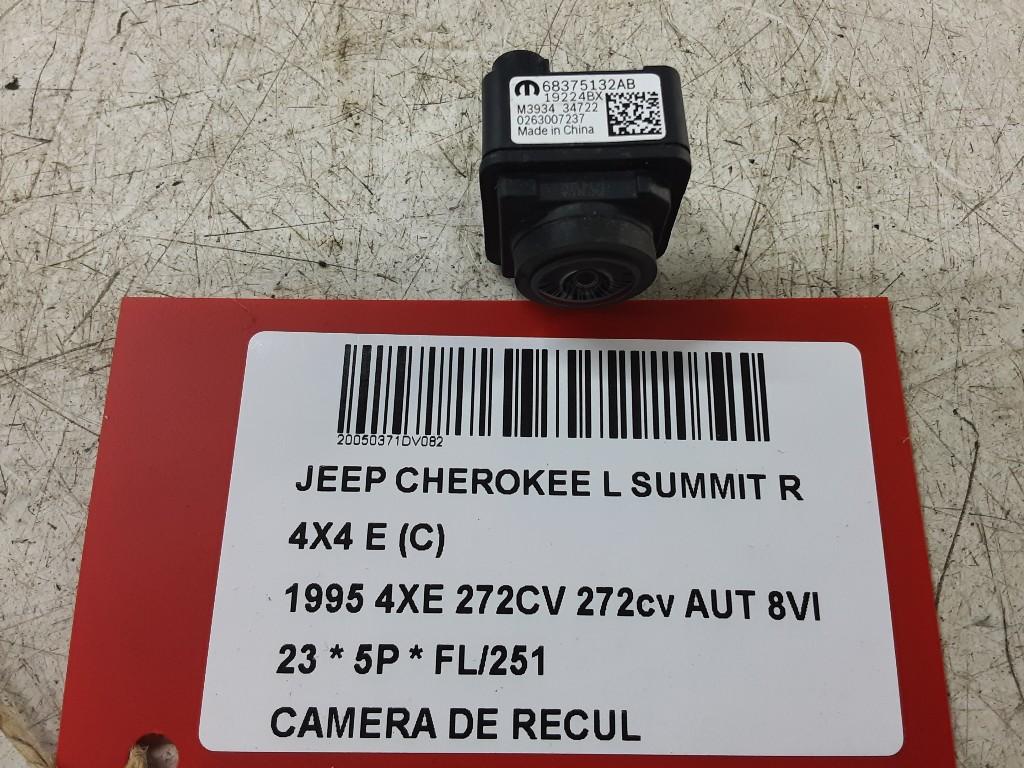 68375132AB
19224BX
M3934 34722
0263007237
Made in China
20050371DV082
JEEP CHEROKEE L SUMMIT R
4X4 E (C)
1995 4XE 272CV 272cv AUT 8VI
23 * 5P * FL/251
CAMERA DE RECUL